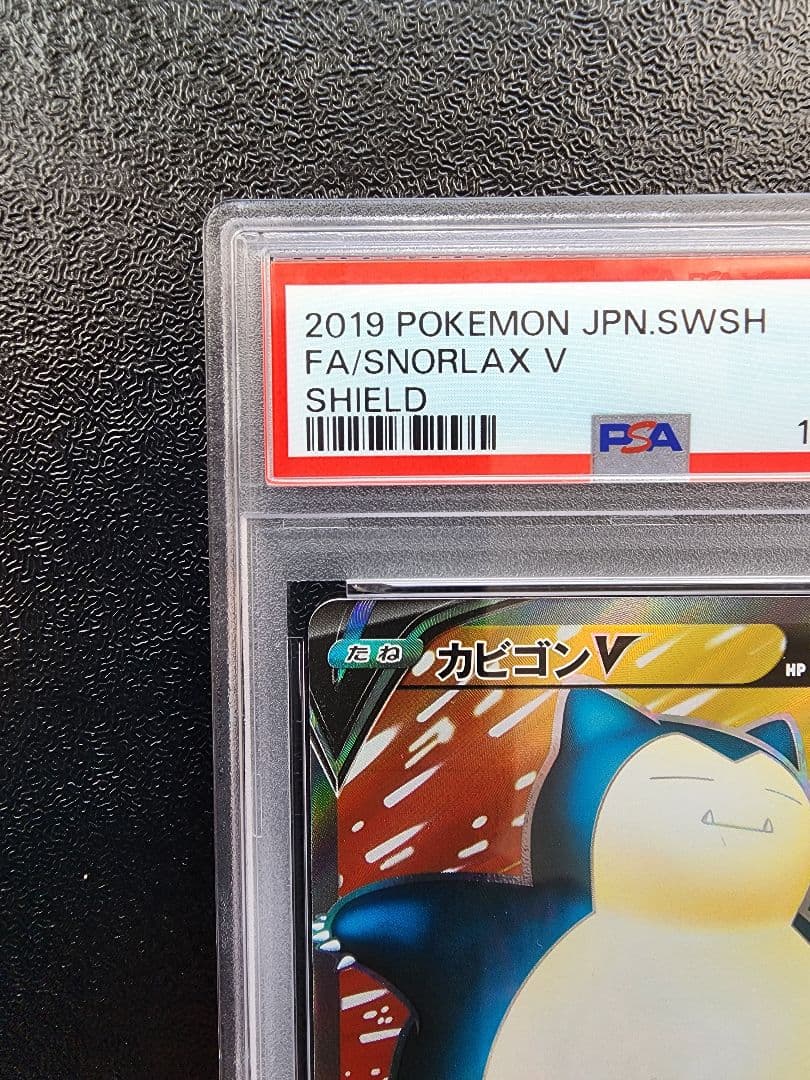 2019 POKEMON JPN.SWSH
FA/SNORLAX V
SHIELD
PSA
たね カビゴンV HP